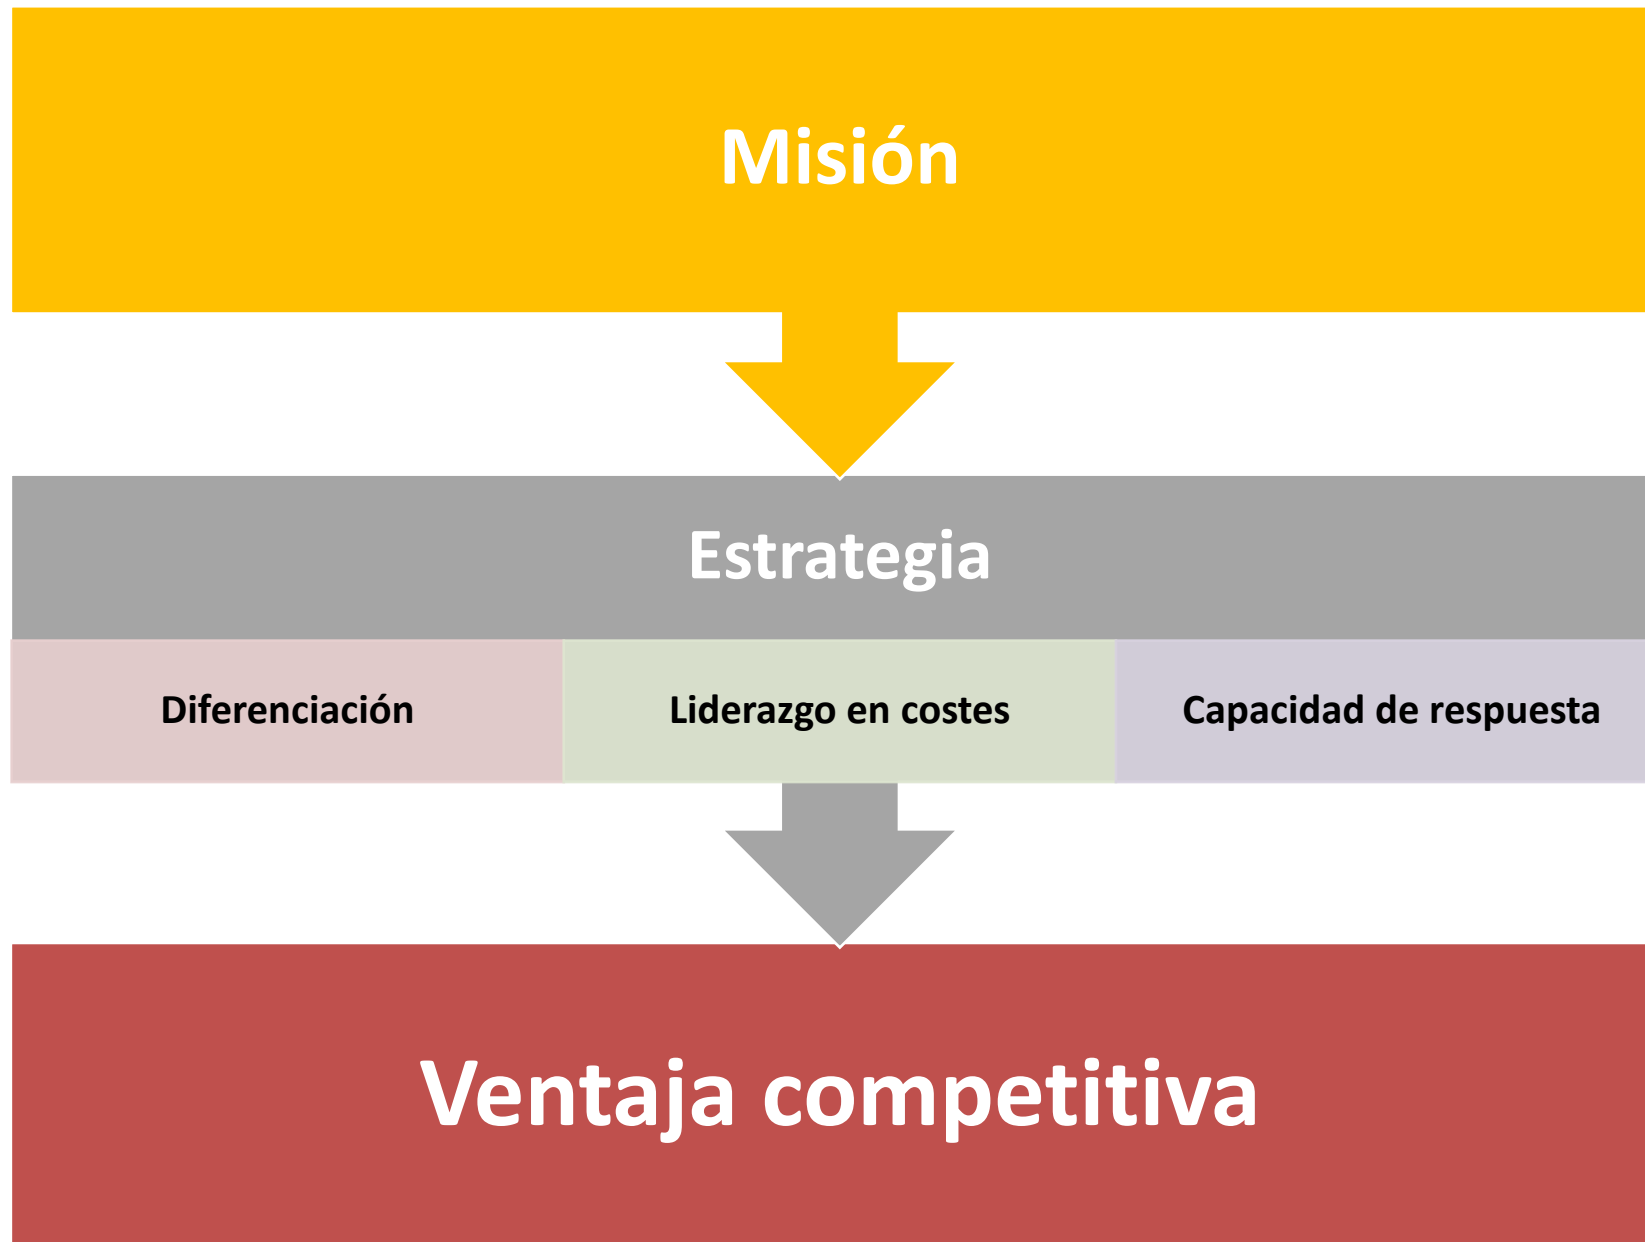 Misión
Estrategia
Diferenciación
Liderazgo en costes
Capacidad de respuesta
Ventaja competitiva